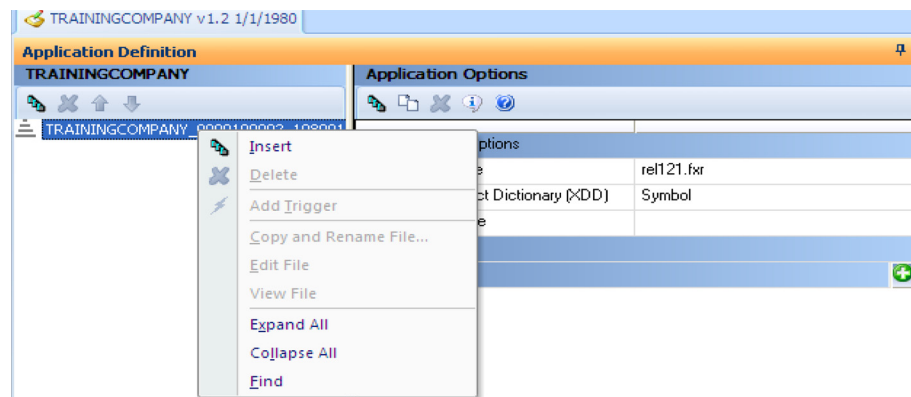 TRAININGCOMPANY v1.2 1/1/1980
Application Definition
TRAININGCOMPANY
Application Options
TRAININGCOMPANY_0000100002_198001
Insert
Delete
Add Trigger
Copy and Rename File...
Edit File
View File
Expand All
Collapse All
Find
ptions
e
rel121.fxr
ct Dictionary (XDD)
Symbol
e